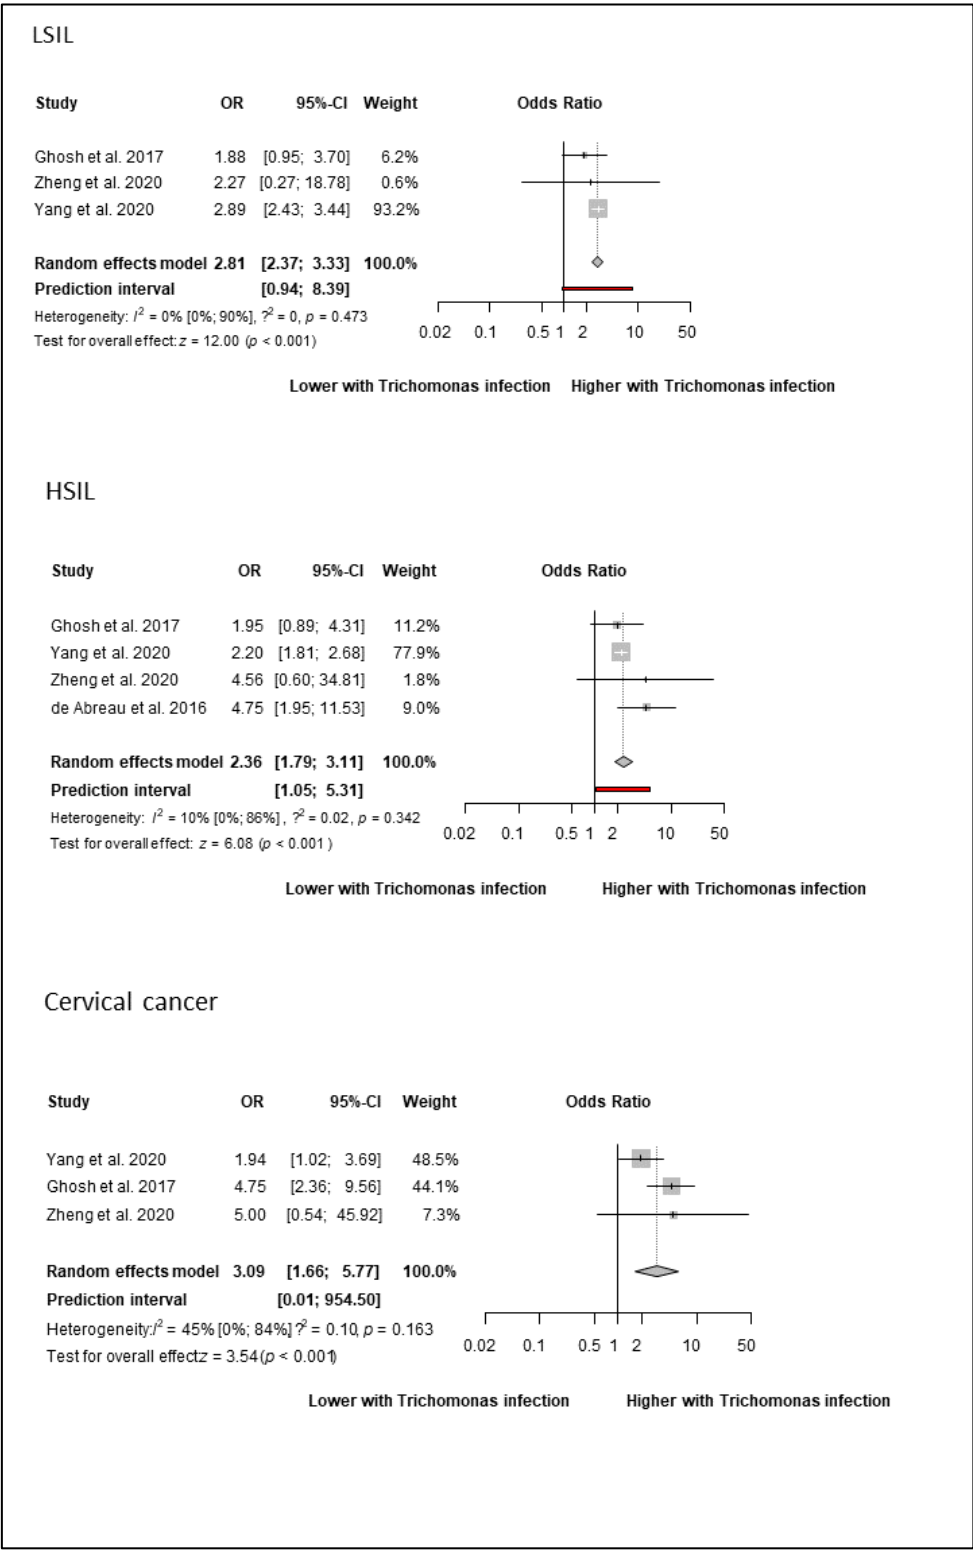 LSIL
Study OR 95%-CI Weight Odds Ratio
Ghosh et al. 2017 1.88 [0.95; 3.70] 6.2%
Zheng et al. 2020 2.27 [0.27; 18.78] 0.6%
Yang et al. 2020 2.89 [2.43; 3.44] 93.2%
Random effects model 2.81 [2.37; 3.33] 100.0%
Prediction interval [0.94; 8.39]
Heterogeneity: I² = 0% [0%; 90%], ?² = 0, p = 0.473
Test for overall effect: z = 12.00 (p < 0.001)
0.02 0.1 0.5 1 2 10 50
Lower with Trichomonas infection Higher with Trichomonas infection
HSIL
Study OR 95%-CI Weight Odds Ratio
Ghosh et al. 2017 1.95 [0.89; 4.31] 11.2%
Yang et al. 2020 2.20 [1.81; 2.68] 77.9%
Zheng et al. 2020 4.56 [0.60; 34.81] 1.8%
de Abreau et al. 2016 4.75 [1.95; 11.53] 9.0%
Random effects model 2.36 [1.79; 3.11] 100.0%
Prediction interval [1.05; 5.31]
Heterogeneity: I² = 10% [0%; 86%], ?² = 0.02, p = 0.342
Test for overall effect: z = 6.08 (p < 0.001)
0.02 0.1 0.5 1 2 10 50
Lower with Trichomonas infection Higher with Trichomonas infection
Cervical cancer
Study OR 95%-CI Weight Odds Ratio
Yang et al. 2020 1.94 [1.02; 3.69] 48.5%
Ghosh et al. 2017 4.75 [2.36; 9.56] 44.1%
Zheng et al. 2020 5.00 [0.54; 45.92] 7.3%
Random effects model 3.09 [1.66; 5.77] 100.0%
Prediction interval [0.01; 954.50]
Heterogeneity: I² = 45% [0%; 84%] ?² = 0.10, p = 0.163
Test for overall effect z = 3.54 (p < 0.001)
0.02 0.1 0.5 1 2 10 50
Lower with Trichomonas infection Higher with Trichomonas infection